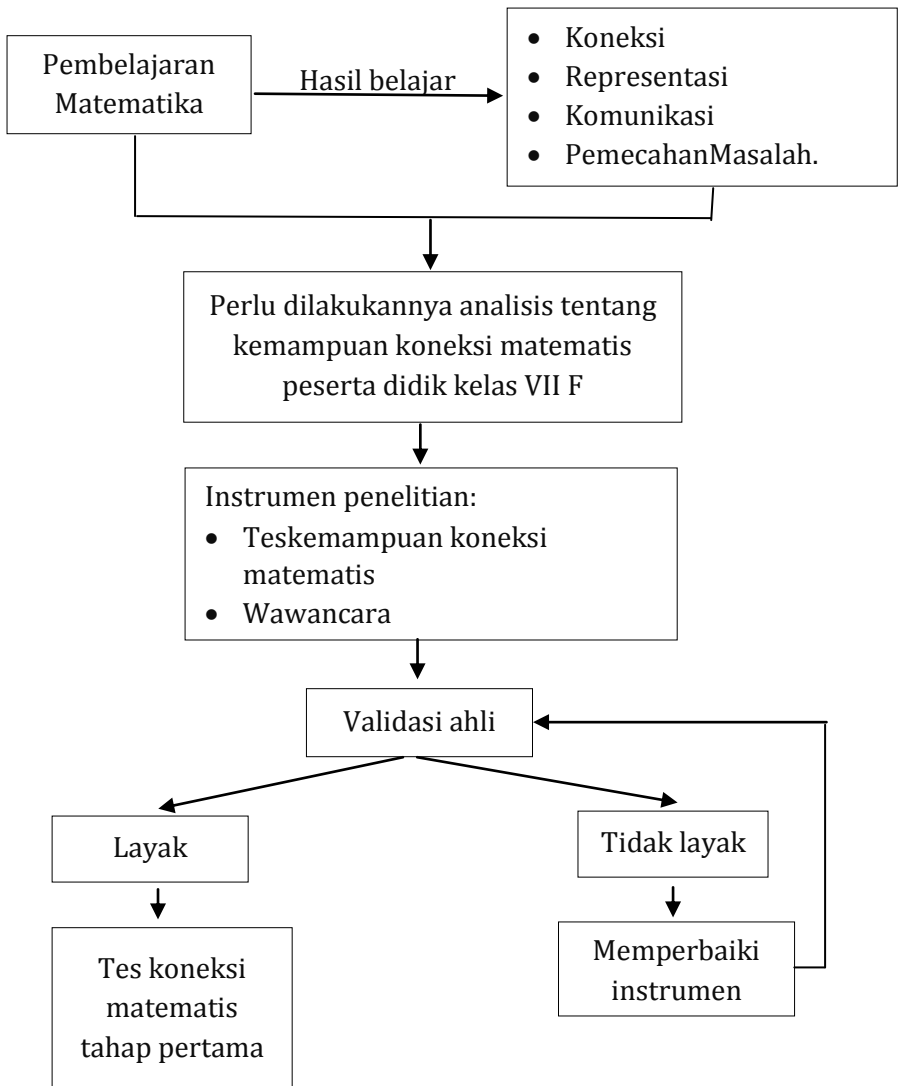 Pembelajaran
Matematika
Hasil belajar
• Koneksi
• Representasi
• Komunikasi
• PemecahanMasalah.
Perlu dilakukannya analisis tentang
kemampuan koneksi matematis
peserta didik kelas VII F
Instrumen penelitian:
• Teskemampuan koneksi
matematis
• Wawancara
Validasi ahli
Layak
Tidak layak
Tes koneksi
matematis
tahap pertama
Memperbaiki
instrumen